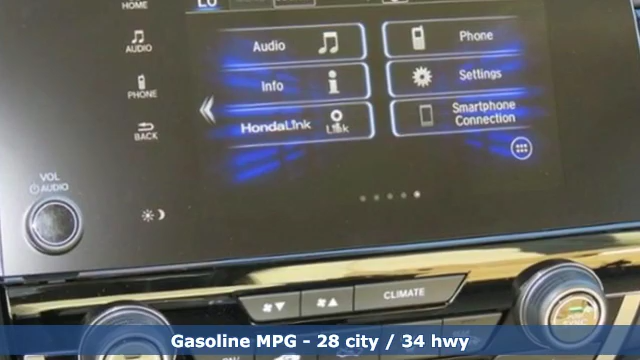 HOME
LO
AUDIO
PHONE
BACK
VOL
AUDIO
Audio
Phone
Info
Settings
HondaLink
Link
Smartphone
Connection
CLIMATE
Gasoline MPG - 28 city / 34 hwy